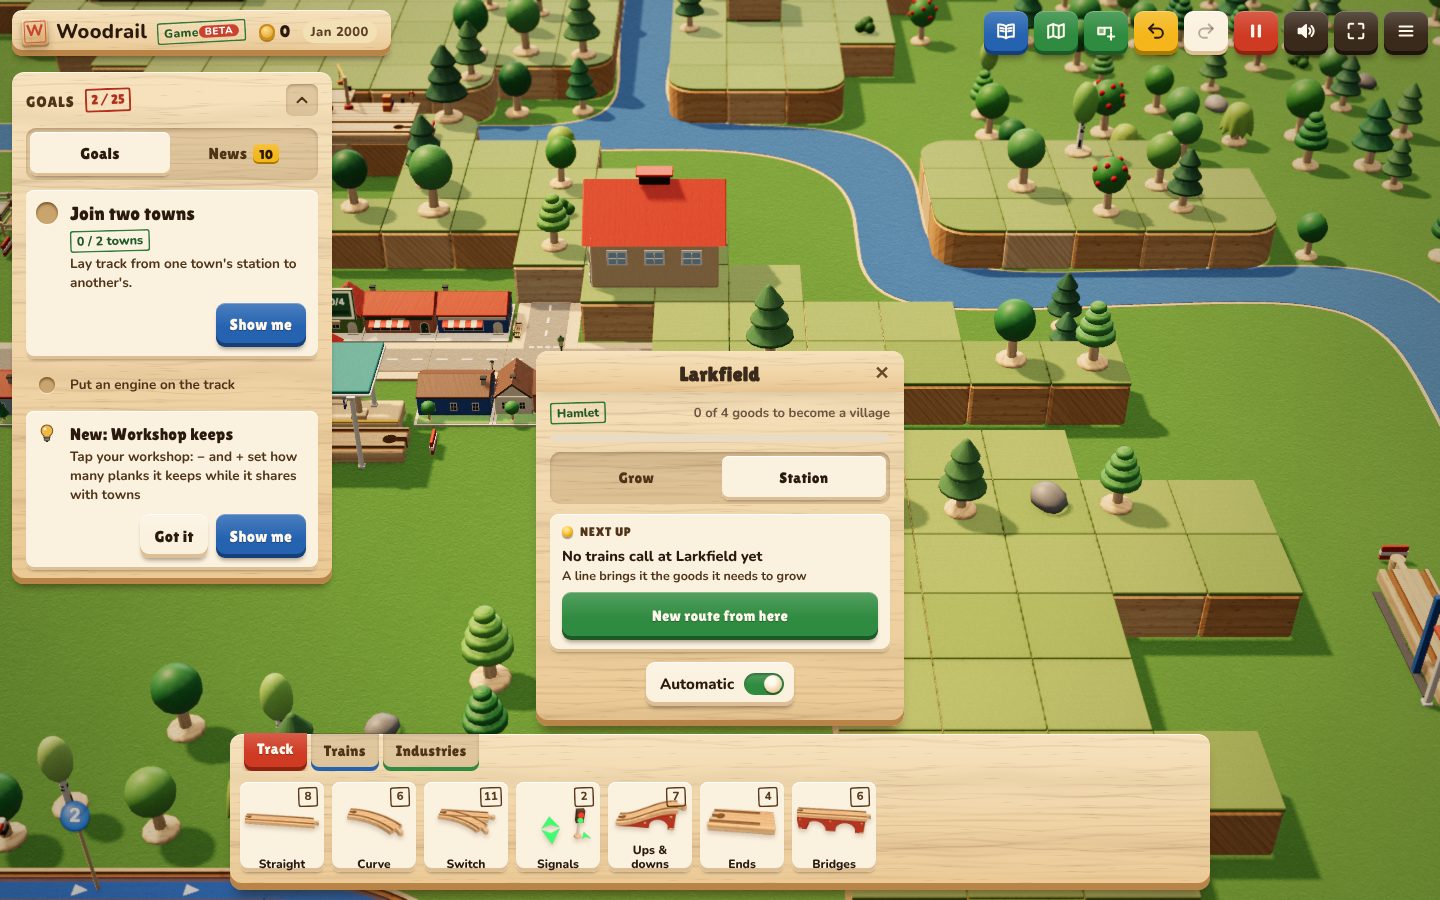 W Woodrail Game BETA 0 Jan 2000
GOALS 2 / 25
Goals News 10
Join two towns
0 / 2 towns
Lay track from one town's station to
another's.
Show me
Put an engine on the track
New: Workshop keeps
Tap your workshop: – and + set how
many planks it keeps while it shares
with towns
Got it Show me
0/4
Larkfield ×
Hamlet 0 of 4 goods to become a village
Grow Station
NEXT UP
No trains call at Larkfield yet
A line brings it the goods it needs to grow
New route from here
Automatic
2
Track Trains Industries
8 6 11 2 7 4 6
Straight Curve Switch Signals Ups &
downs Ends Bridges